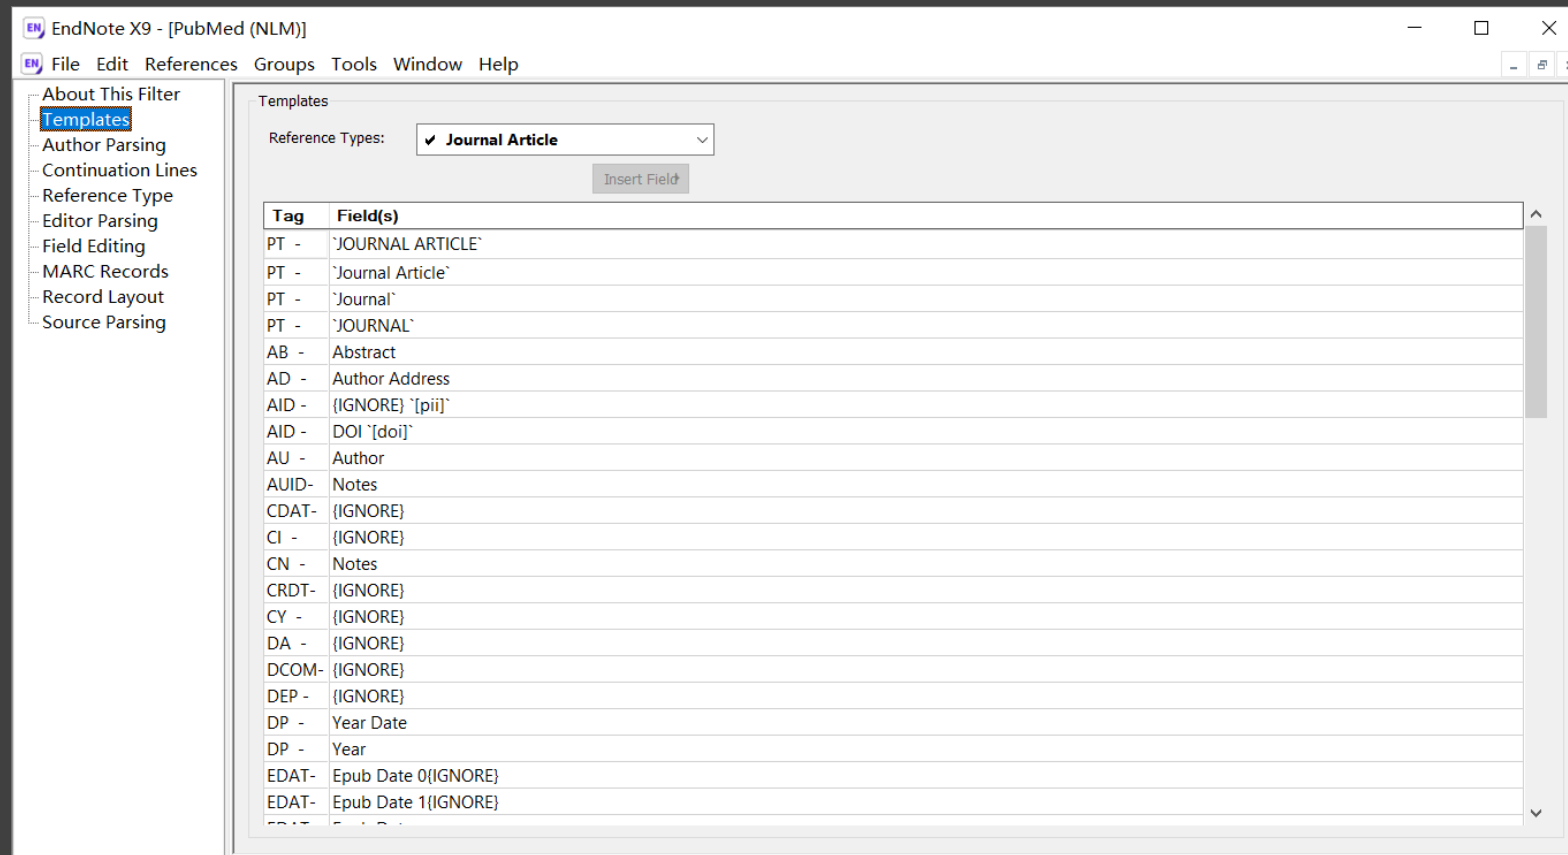 EN EndNote X9 - [PubMed (NLM)]
EN File Edit References Groups Tools Window Help
About This Filter
Templates
Author Parsing
Continuation Lines
Reference Type
Editor Parsing
Field Editing
MARC Records
Record Layout
Source Parsing
Templates
Reference Types: ✔ Journal Article
Insert Field
Tag Field(s)
PT - `JOURNAL ARTICLE`
PT - `Journal Article`
PT - `Journal`
PT - `JOURNAL`
AB - Abstract
AD - Author Address
AID - {IGNORE} `[pii]`
AID - DOI `[doi]`
AU - Author
AUID- Notes
CDAT- {IGNORE}
CI - {IGNORE}
CN - Notes
CRDT- {IGNORE}
CY - {IGNORE}
DA - {IGNORE}
DCOM- {IGNORE}
DEP - {IGNORE}
DP - Year Date
DP - Year
EDAT- Epub Date 0{IGNORE}
EDAT- Epub Date 1{IGNORE}